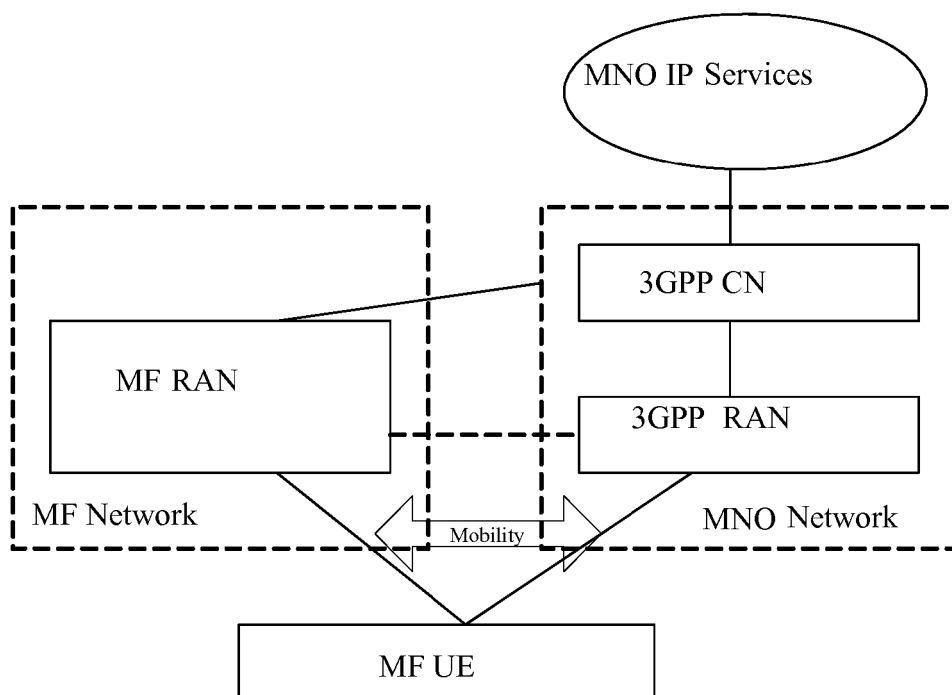 MNO IP Services
3GPP CN
MF RAN
3GPP RAN
MF Network
Mobility
MNO Network
MF UE